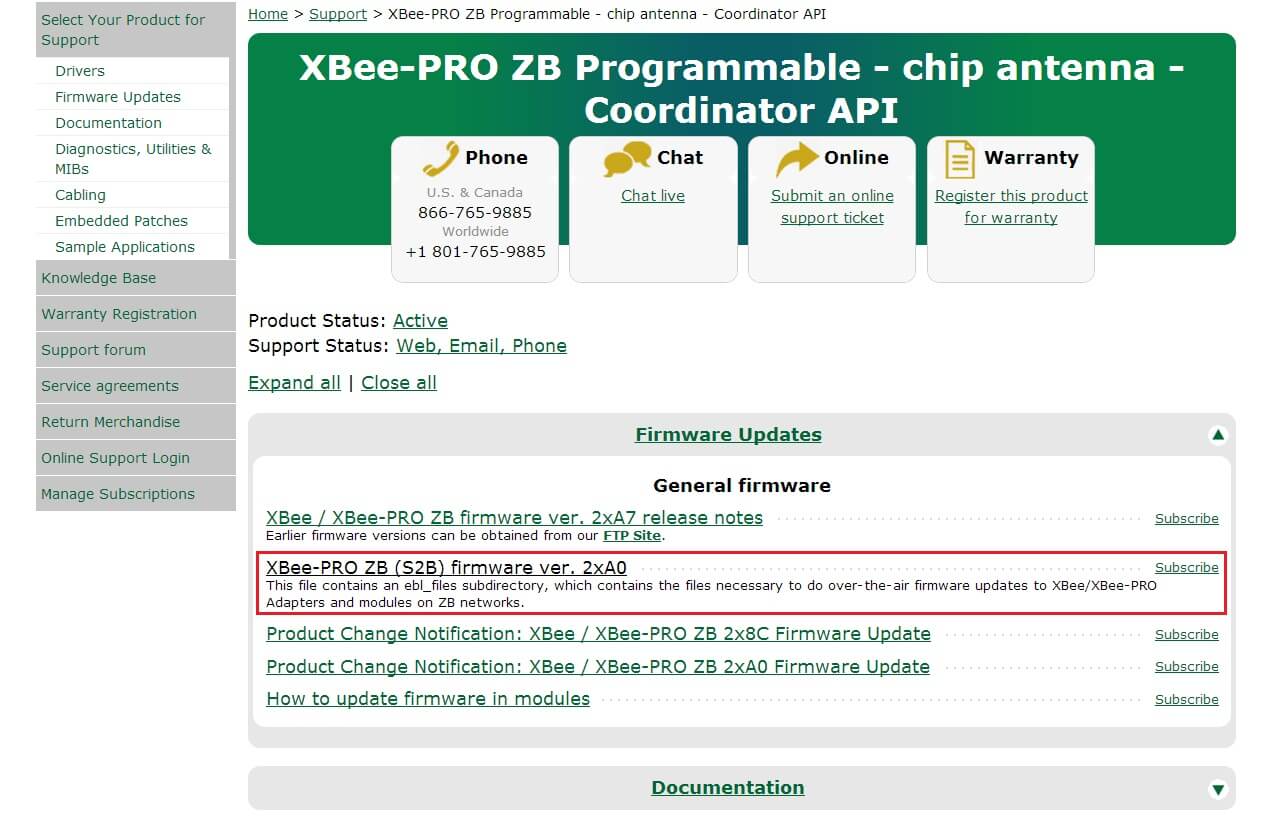 Select Your Product for
Support
Drivers
Firmware Updates
Documentation
Diagnostics, Utilities &
MIBs
Cabling
Embedded Patches
Sample Applications
Knowledge Base
Warranty Registration
Support forum
Service agreements
Return Merchandise
Online Support Login
Manage Subscriptions
Home > Support > XBee-PRO ZB Programmable - chip antenna - Coordinator API
XBee-PRO ZB Programmable - chip antenna -
Coordinator API
Phone
U.S. & Canada
866-765-9885
Worldwide
+1 801-765-9885
Chat
Chat live
Online
Submit an online
support ticket
Warranty
Register this product
for warranty
Product Status: Active
Support Status: Web, Email, Phone
Expand all | Close all
Firmware Updates
General firmware
XBee / XBee-PRO ZB firmware ver. 2xA7 release notes Subscribe
Earlier firmware versions can be obtained from our FTP Site.
XBee-PRO ZB (S2B) firmware ver. 2xA0 Subscribe
This file contains an ebl_files subdirectory, which contains the files necessary to do over-the-air firmware updates to XBee/XBee-PRO
Adapters and modules on ZB networks.
Product Change Notification: XBee / XBee-PRO ZB 2x8C Firmware Update Subscribe
Product Change Notification: XBee / XBee-PRO ZB 2xA0 Firmware Update Subscribe
How to update firmware in modules Subscribe
Documentation